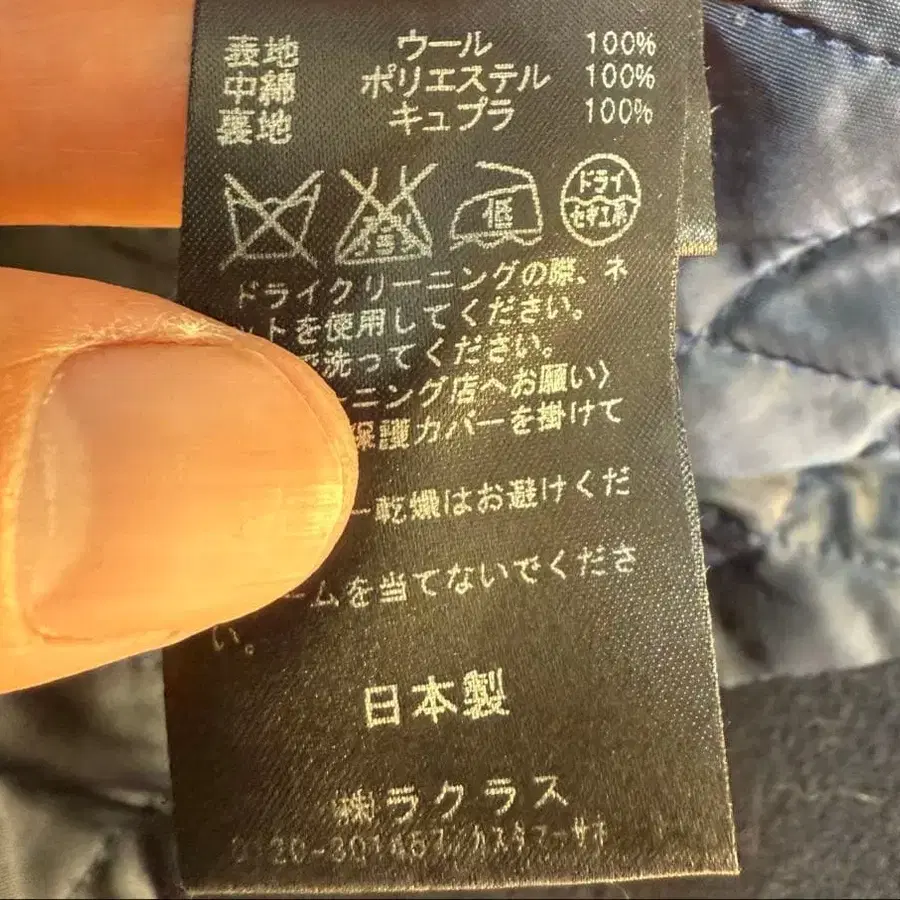 表地 ウール 100%
中綿 ポリエステル 100%
裏地 キュプラ 100%
低
ドライ
セキユ系
ドライクリーニングの際、ネ
ットを使用してください。
で洗ってください。
ーニング店へお願い〉
保護カバーを掛けて
ー乾燥はお避けくだ
ームを当てないでくださ
い。
日本製
㈱ラクラス